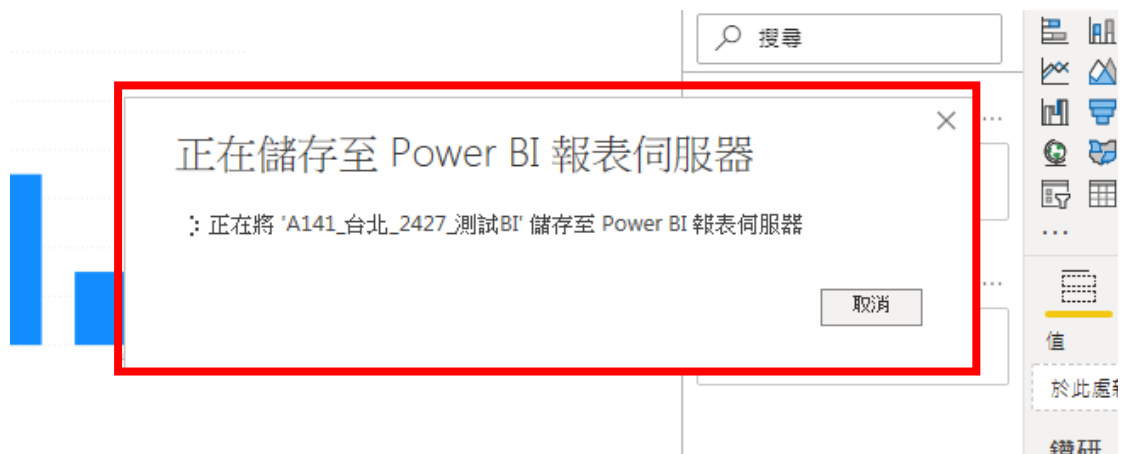 搜尋
正在儲存至 Power BI 報表伺服器
正在將 'A141_台北_2427_測試BI' 儲存至 Power BI 報表伺服器
取消
值
於此處
鑽研